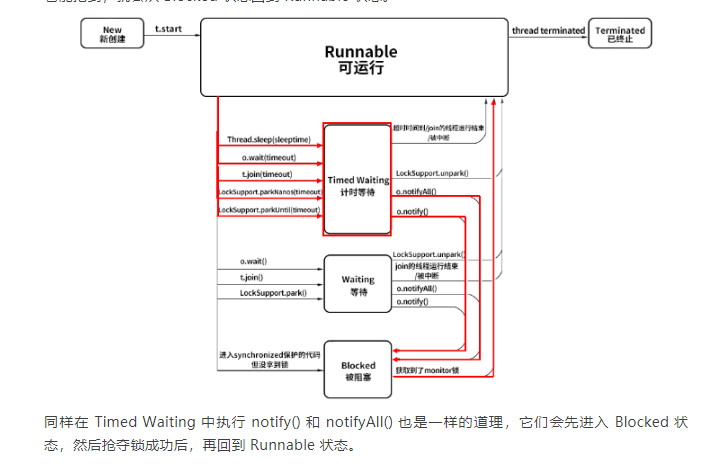 New
新创建
t.start
Runnable
可运行
thread terminated
Terminated
已终止
Thread.sleep(sleeptime)
o.wait(timeout)
t.join(timeout)
LockSupport.parkNanos(timeout)
LockSupport.parkUntil(timeout)
Timed Waiting
计时等待
超时时间到/join的线程运行结束
/被中断
LockSupport.unpark()
o.notifyAll()
o.notify()
o.wait()
t.join()
LockSupport.park()
Waiting
等待
LockSupport.unpark()
join的线程运行结束
/被中断
o.notifyAll()
o.notify()
进入synchronized保护的代码
但没拿到锁
Blocked
被阻塞
获取到了monitor锁
同样在 Timed Waiting 中执行 notify() 和 notifyAll() 也是一样的道理，它们会先进入 Blocked 状
态，然后抢夺锁成功后，再回到 Runnable 状态。